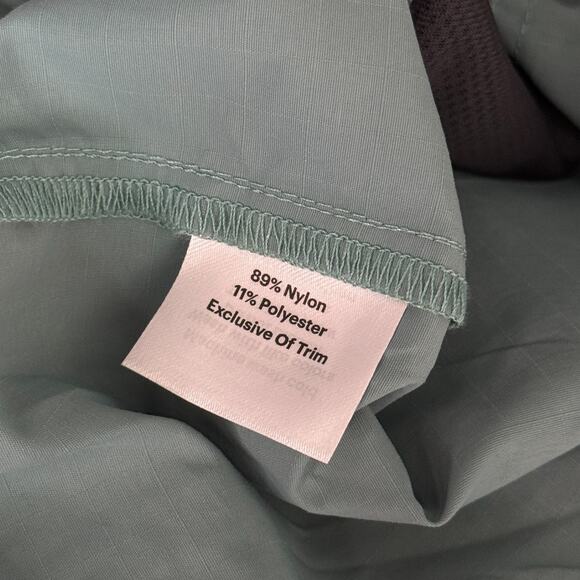 89% Nylon
11% Polyester
Exclusive Of Trim